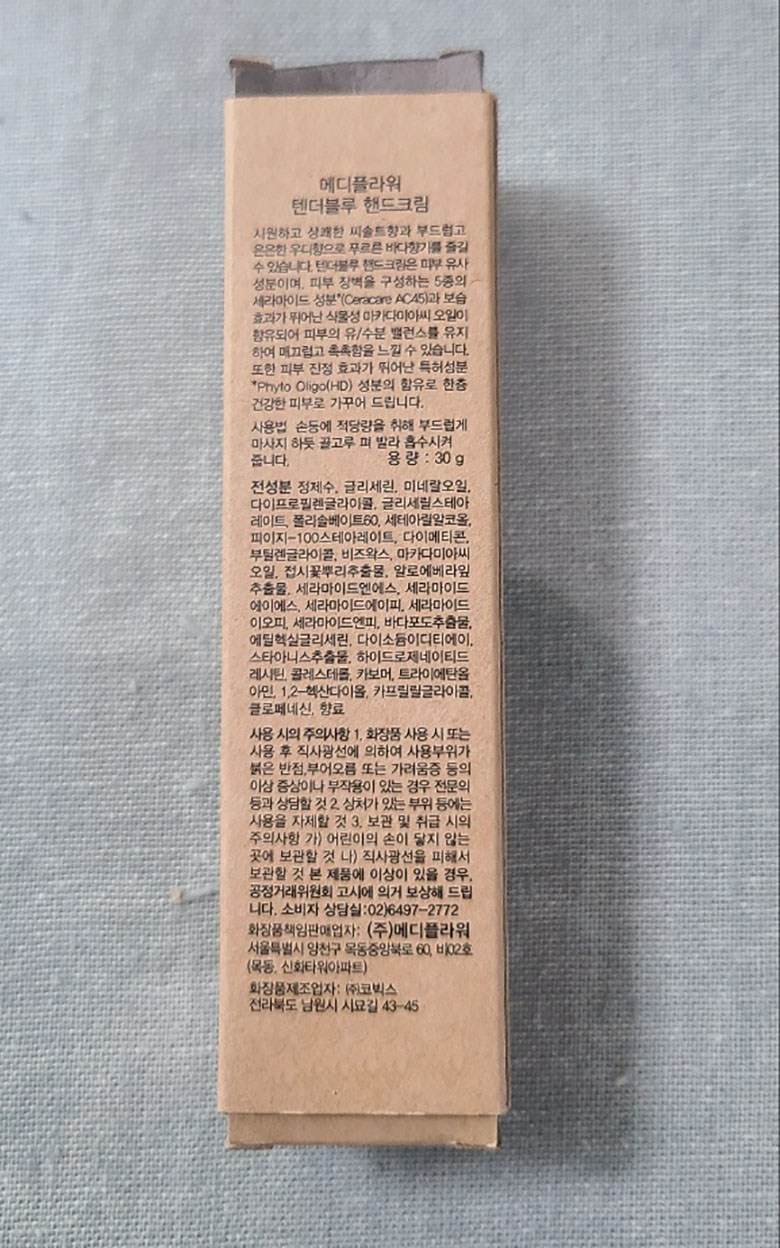 메디플라워
텐더블루 핸드크림
시원하고 상쾌한 씨솔트향과 부드럽고
은은한 우디향으로 푸르른 바다향기를 즐길
수 있습니다. 텐더블루 핸드크림은 피부 유사
성분이며, 피부 장벽을 구성하는 5종의
세라마이드 성분*(Ceracare AC45)과 보습
효과가 뛰어난 식물성 마카다미아씨 오일이
함유되어 피부의 유/수분 밸런스를 유지
하여 매끄럽고 촉촉함을 느낄 수 있습니다.
또한 피부 진정 효과가 뛰어난 특허성분
*Phyto Oligo(HD) 성분의 함유로 한층
건강한 피부로 가꾸어 드립니다.
사용법 손등에 적당량을 취해 부드럽게
마사지 하듯 골고루 펴 발라 흡수시켜
줍니다. 용 량 : 30 g
전성분 정제수, 글리세린, 미네랄오일,
다이프로필렌글라이콜, 글리세릴스테아
레이트, 폴리솔베이트60, 세테아릴알코올,
피이지-100스테아레이트, 다이메티콘,
부틸렌글라이콜, 비즈왁스, 마카다미아씨
오일, 접시꽃뿌리추출물, 알로에베라잎
추출물, 세라마이드엔에스, 세라마이드
에이에스, 세라마이드에이피, 세라마이드
이오피, 세라마이드엔피, 바다포도추출물,
에틸헥실글리세린, 다이소듐이디티에이,
스타아니스추출물, 하이드로제네이티드
레시틴, 콜레스테롤, 카보머, 트라이에탄올
아민, 1,2-헥산다이올, 카프릴릴글라이콜,
클로페네신, 향료
사용 시의 주의사항 1. 화장품 사용 시 또는
사용 후 직사광선에 의하여 사용부위가
붉은 반점,부어오름 또는 가려움증 등의
이상 증상이나 부작용이 있는 경우 전문의
등과 상담할 것 2. 상처가 있는 부위 등에는
사용을 자제할 것 3. 보관 및 취급 시의
주의사항 가) 어린이의 손이 닿지 않는
곳에 보관할 것 나) 직사광선을 피해서
보관할 것 본 제품에 이상이 있을 경우,
공정거래위원회 고시에 의거 보상해 드립
니다. 소비자 상담실:02)6497-2772
화장품책임판매업자: (주)메디플라워
서울특별시 양천구 목동중앙북로 60, 비02호
(목동, 신화타워아파트)
화장품제조업자: ㈜코빅스
전라북도 남원시 시묘길 43-45